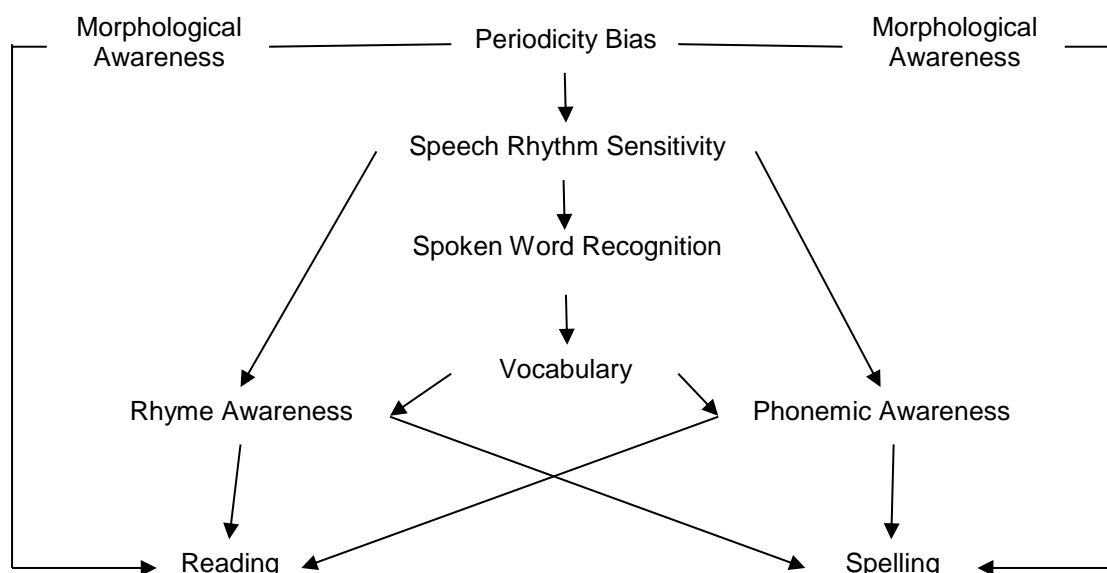 Morphological
Awareness
Periodicity Bias
Morphological
Awareness
Speech Rhythm Sensitivity
Spoken Word Recognition
Vocabulary
Rhyme Awareness
Phonemic Awareness
Reading
Spelling